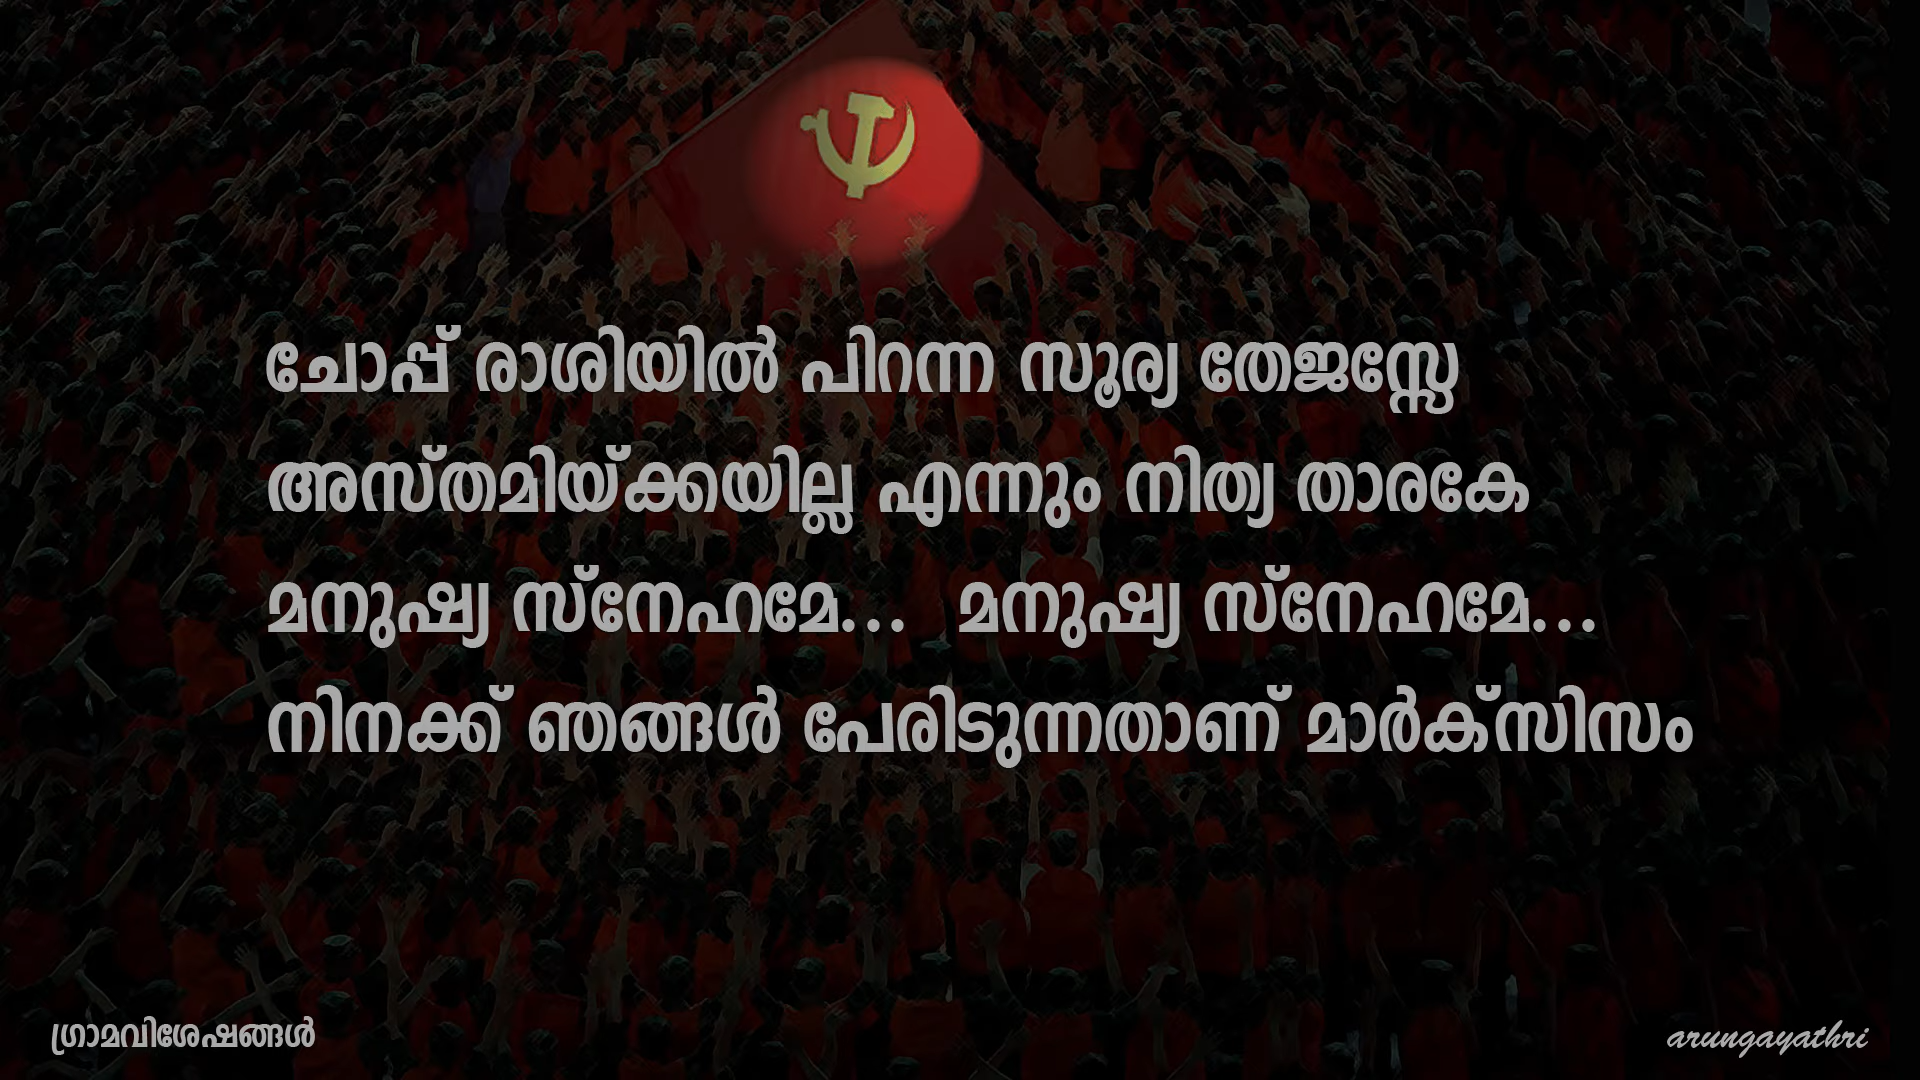 ചോപ്പ് രാശിയിൽ പിറന്ന സൂര്യ തേജസ്സേ
അസ്തമിയ്ക്കയില്ല എന്നും നിത്യ താരകേ
മനുഷ്യ സ്നേഹമേ... മനുഷ്യ സ്നേഹമേ...
നിനക്ക് ഞങ്ങൾ പേരിടുന്നതാണ് മാർക്സിസം
ഗ്രാമവിശേഷങ്ങൾ
arungayathri